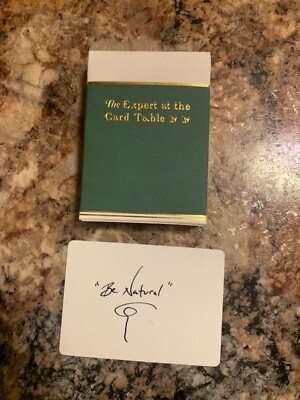 The Expert at the
Card Table
"Be Natural"